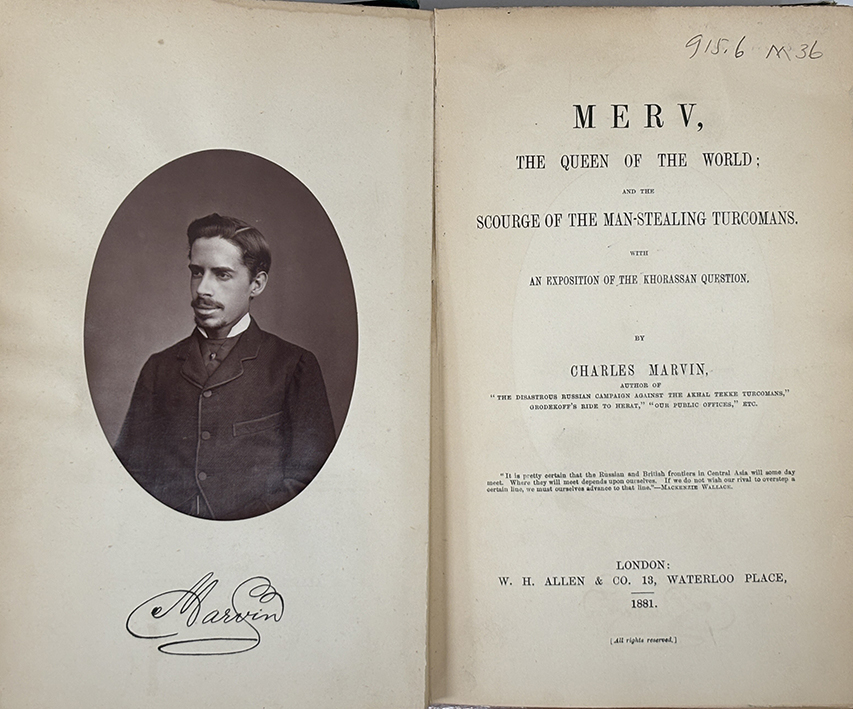 Marvin
915.6 M36
MERV,
THE QUEEN OF THE WORLD;
AND THE
SCOURGE OF THE MAN-STEALING TURCOMANS.
WITH
AN EXPOSITION OF THE KHORASSAN QUESTION.
BY
CHARLES MARVIN,
AUTHOR OF
"THE DISASTROUS RUSSIAN CAMPAIGN AGAINST THE AKHAL TEKKE TURCOMANS,"
GRODEKOFF'S RIDE TO HERAT," "OUR PUBLIC OFFICES," ETC.
"It is pretty certain that the Russian and British frontiers in Central Asia will some day
meet. Where they will meet depends upon ourselves. If we do not wish our rival to overstep a
certain line, we must ourselves advance to that line."—MACKENZIE WALLACE.
LONDON:
W. H. ALLEN & CO. 13, WATERLOO PLACE,
1881.
[All rights reserved.]